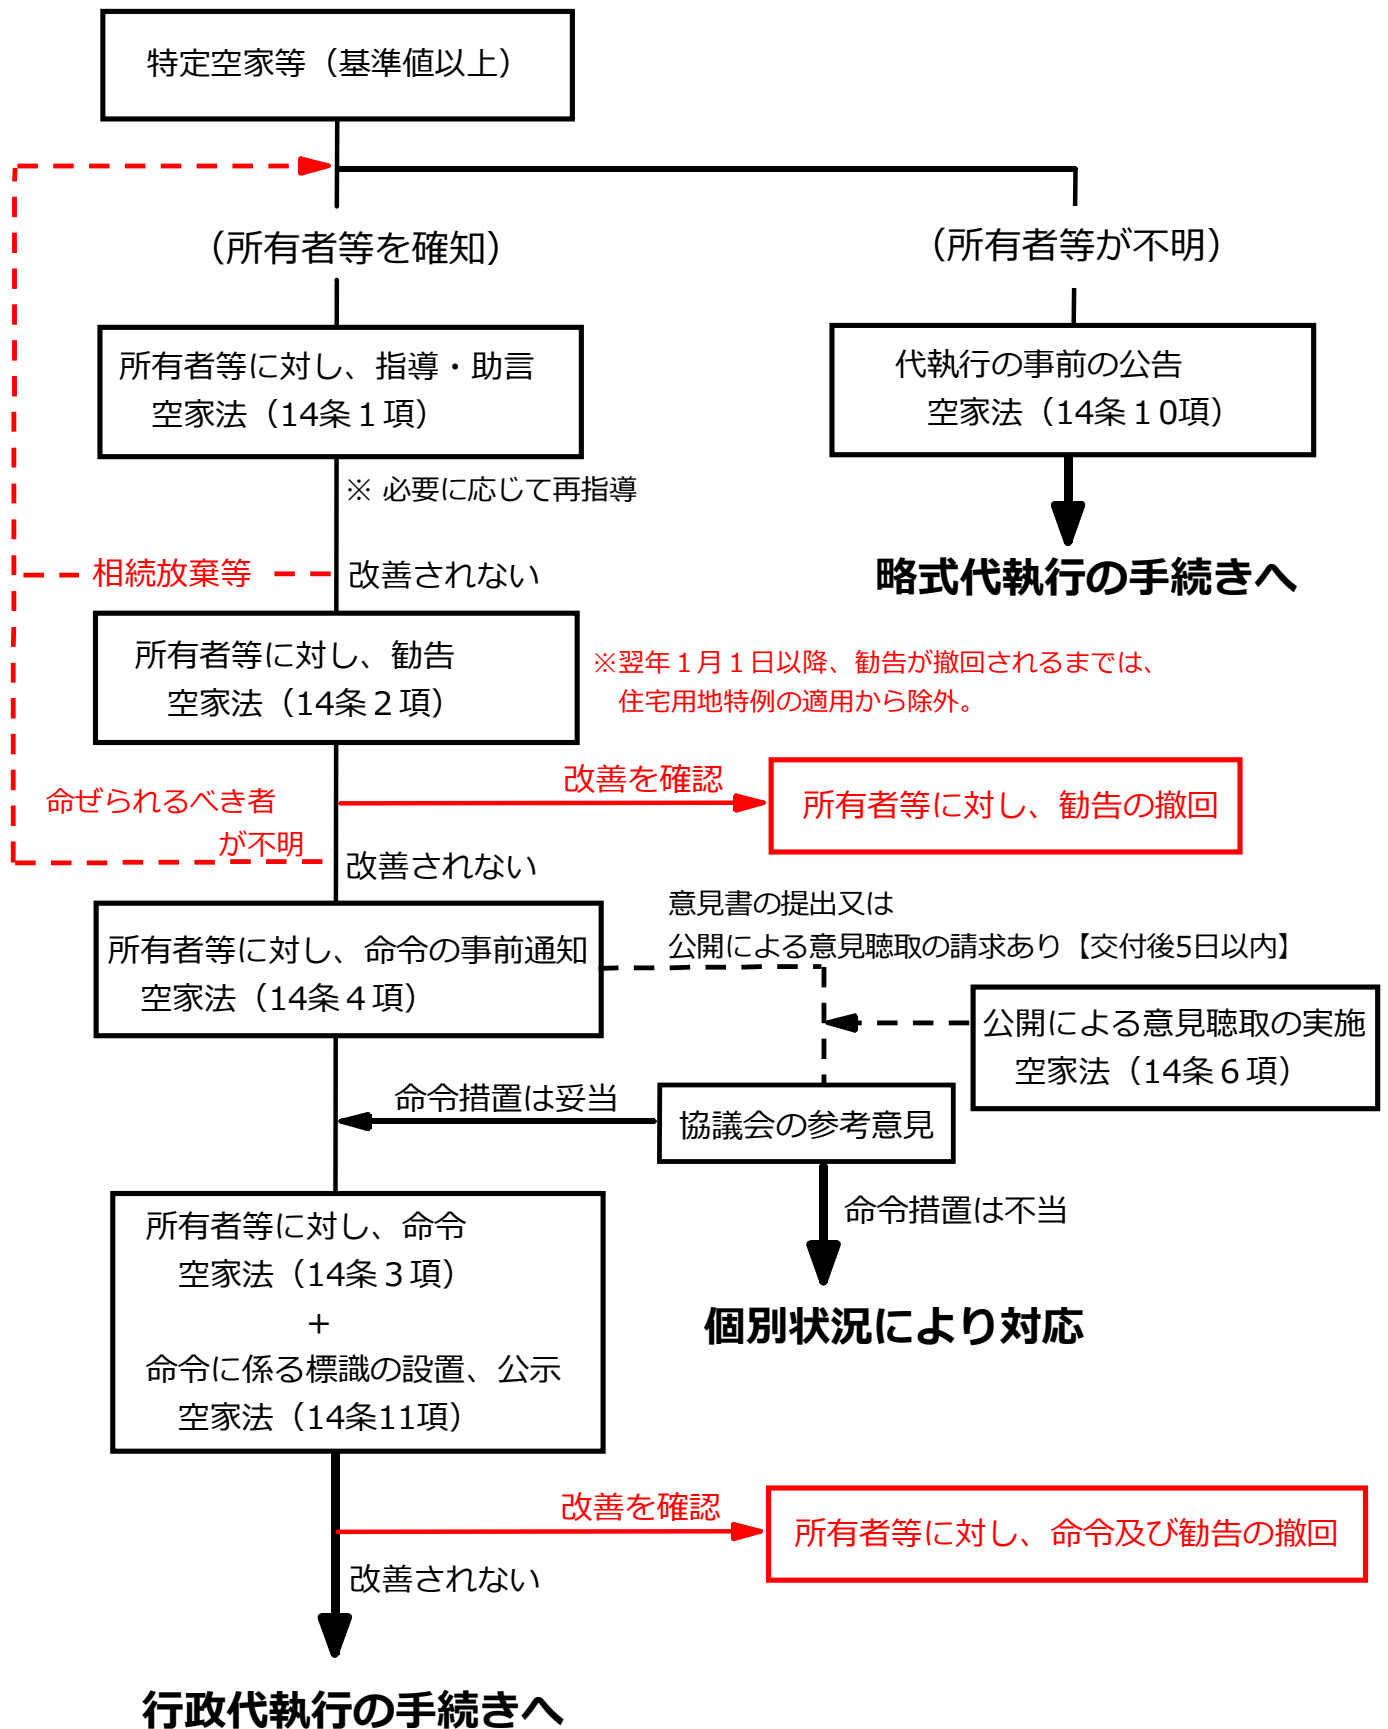 特定空家等（基準値以上）
（所有者等を確知）
（所有者等が不明）
所有者等に対し、指導・助言
空家法（14条１項）
代執行の事前の公告
空家法（14条１0項）
※ 必要に応じて再指導
相続放棄等
改善されない
略式代執行の手続きへ
所有者等に対し、勧告
空家法（14条２項）
※翌年１月１日以降、勧告が撤回されるまでは、
住宅用地特例の適用から除外。
改善を確認
所有者等に対し、勧告の撤回
命ぜられるべき者
が不明
改善されない
意見書の提出又は
公開による意見聴取の請求あり【交付後5日以内】
所有者等に対し、命令の事前通知
空家法（14条４項）
公開による意見聴取の実施
空家法（14条６項）
命令措置は妥当
協議会の参考意見
命令措置は不当
所有者等に対し、命令
空家法（14条３項）
+
命令に係る標識の設置、公示
空家法（14条11項）
個別状況により対応
改善を確認
所有者等に対し、命令及び勧告の撤回
改善されない
行政代執行の手続きへ